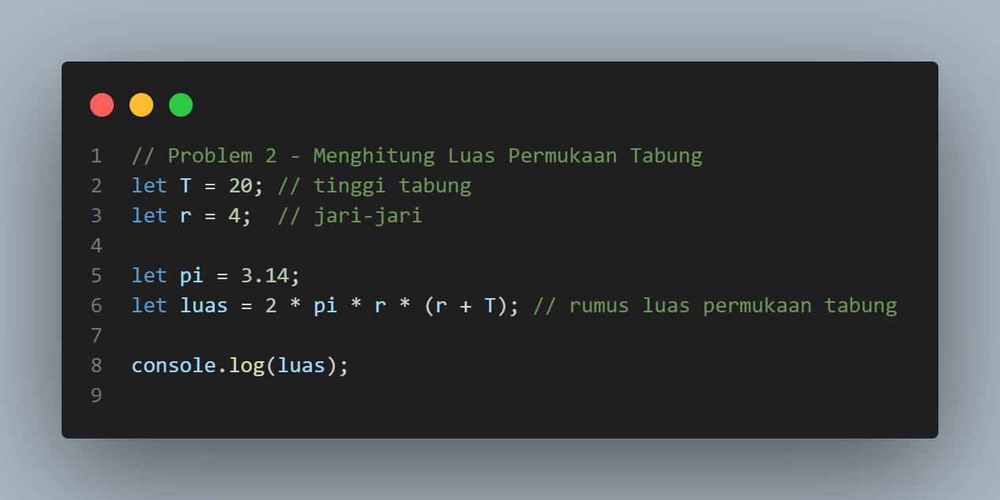 1 // Problem 2 - Menghitung Luas Permukaan Tabung
2 let T = 20; // tinggi tabung
3 let r = 4;  // jari-jari
4
5 let pi = 3.14;
6 let luas = 2 * pi * r * (r + T); // rumus luas permukaan tabung
7
8 console.log(luas);
9